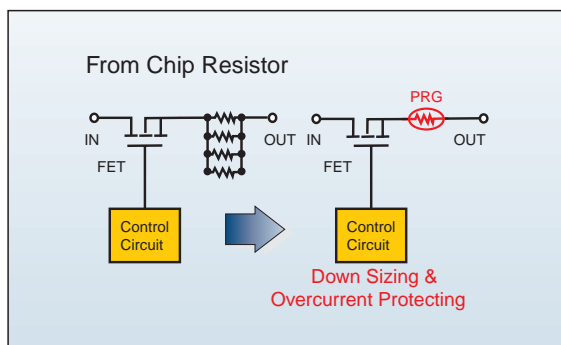 From Chip Resistor
PRG
IN
OUT
IN
OUT
FET
FET
Control
Circuit
Control
Circuit
Down Sizing &
Overcurrent Protecting